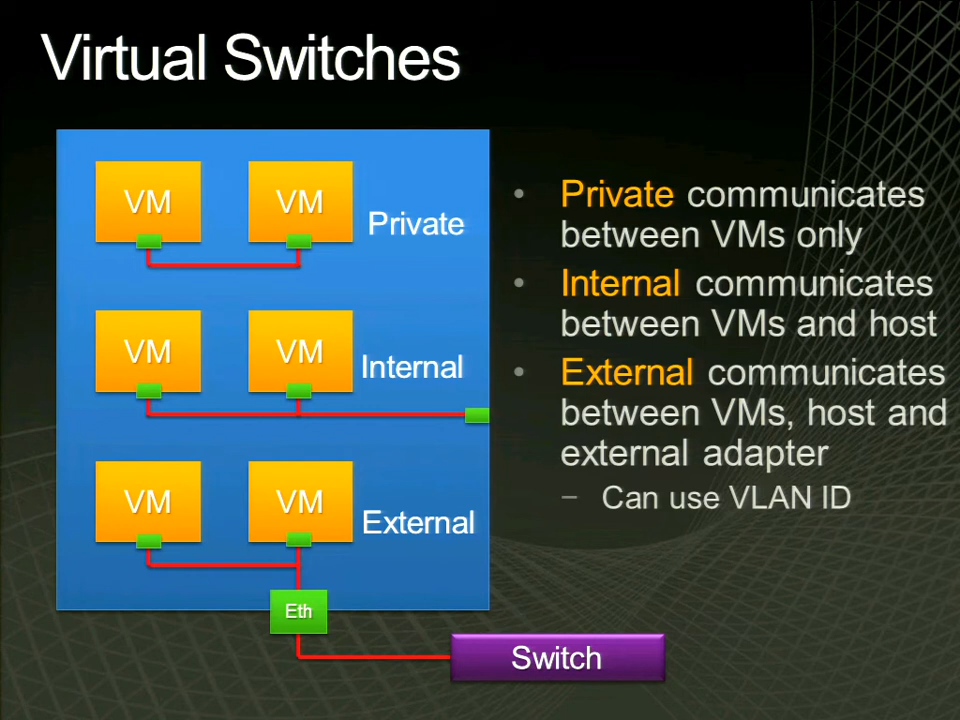 Virtual Switches
VM
VM
Private
VM
VM
Internal
VM
VM
External
Eth
Switch
• Private communicates
between VMs only
• Internal communicates
between VMs and host
• External communicates
between VMs, host and
external adapter
– Can use VLAN ID